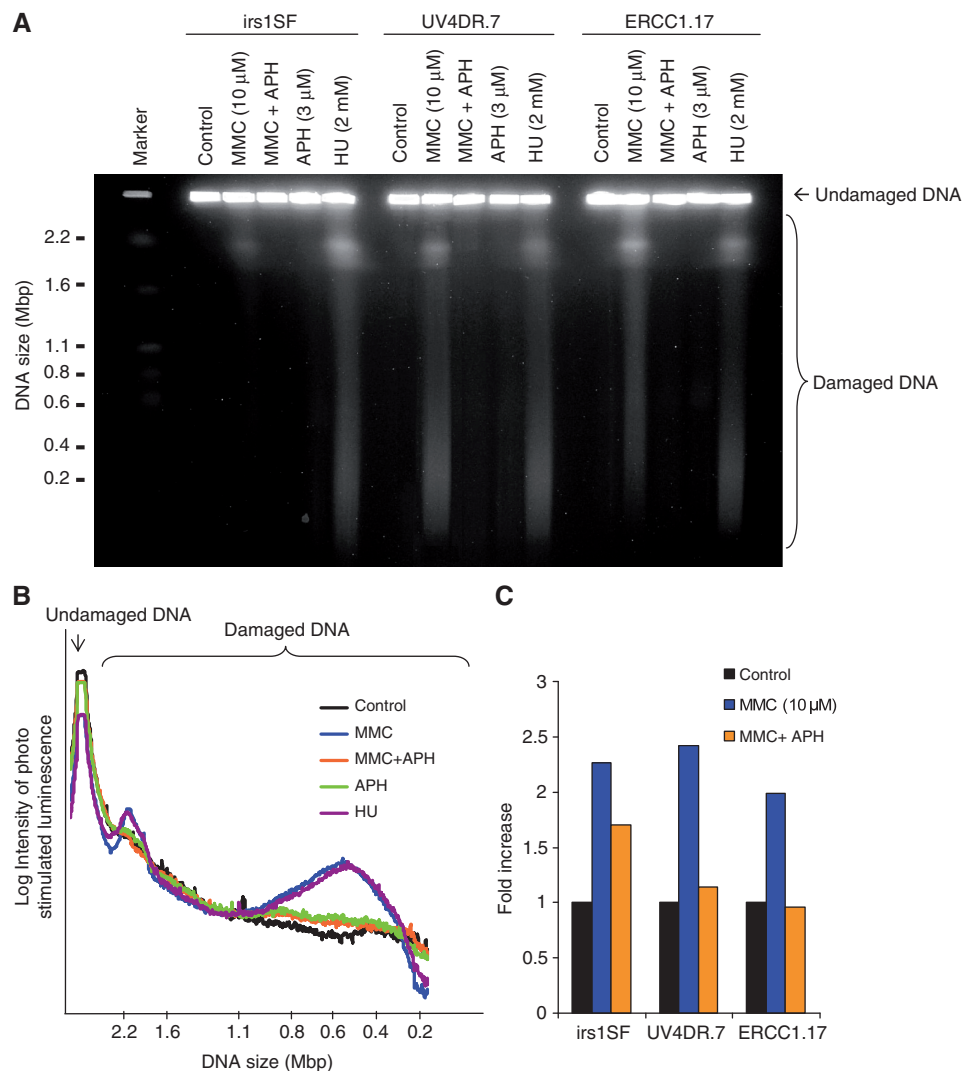 A
irs1SF
UV4DR.7
ERCC1.17
Marker
Control
MMC (10 μM)
MMC + APH
APH (3 μM)
HU (2 mM)
Control
MMC (10 μM)
MMC + APH
APH (3 μM)
HU (2 mM)
Control
MMC (10 μM)
MMC + APH
APH (3 μM)
HU (2 mM)
DNA size (Mbp)
2.2
1.6
1.1
0.8
0.6
0.4
0.2
← Undamaged DNA
Damaged DNA
B
Undamaged DNA
Damaged DNA
Log Intensity of photo
stimulated luminescence
Control
MMC
MMC+APH
APH
HU
2.2 1.6 1.1 0.8 0.6 0.4 0.2
DNA size (Mbp)
C
Control
MMC (10 μM)
MMC+ APH
Fold increase
3
2.5
2
1.5
1
0.5
0
irs1SF UV4DR.7 ERCC1.17